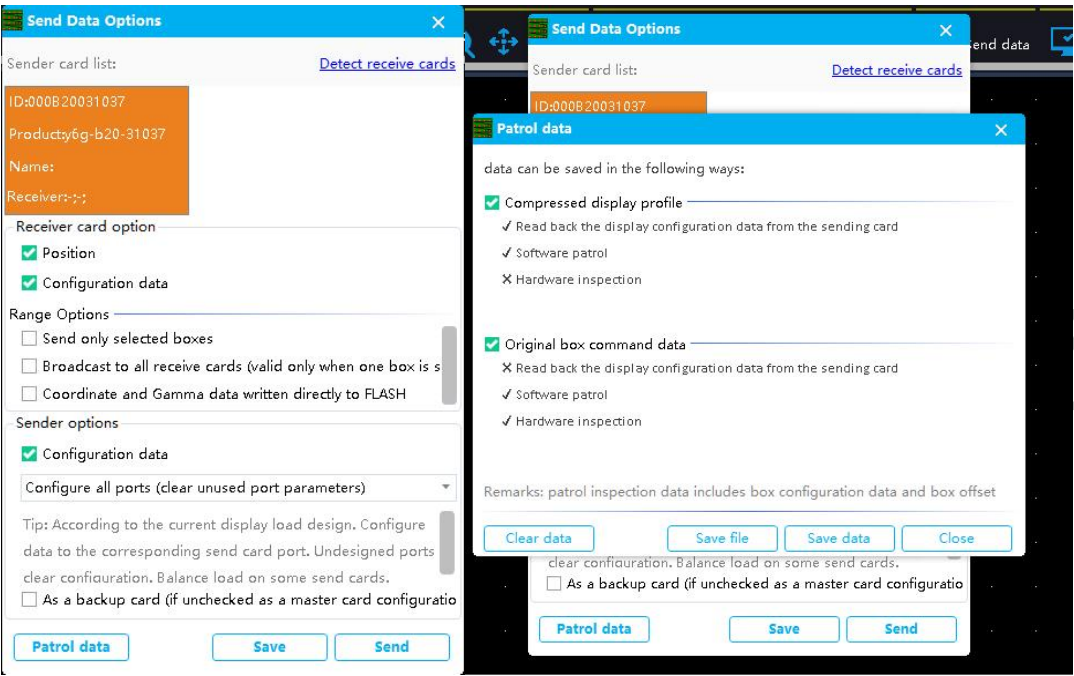 Send Data Options
Sender card list:
Detect receive cards
ID:000B20031037
Product:y6g-b20-31037
Name:
Receiver:-;-;
Receiver card option
Position
Configuration data
Range Options
Send only selected boxes
Broadcast to all receive cards (valid only when one box is s
Coordinate and Gamma data written directly to FLASH
Sender options
Configuration data
Configure all ports (clear unused port parameters)
Tip: According to the current display load design. Configure
data to the corresponding send card port. Undesigned ports
clear configuration. Balance load on some send cards.
As a backup card (if unchecked as a master card configuratio
Patrol data
Save
Send
end data
Send Data Options
Sender card list:
Detect receive cards
ID:000B20031037
Patrol data
data can be saved in the following ways:
Compressed display profile
✓ Read back the display configuration data from the sending card
✓ Software patrol
✕ Hardware inspection
Original box command data
✕ Read back the display configuration data from the sending card
✓ Software patrol
✓ Hardware inspection
Remarks: patrol inspection data includes box configuration data and box offset
Clear data
Save file
Save data
Close
clear configuration. Balance load on some send cards.
As a backup card (if unchecked as a master card configuratio
Patrol data
Save
Send